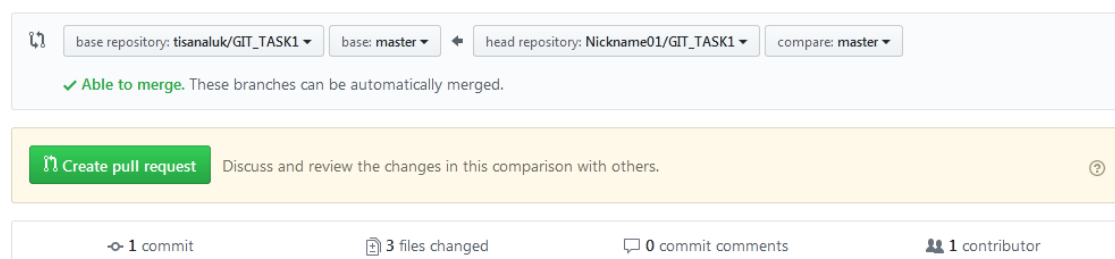 base repository: tisanaluk/GIT_TASK1 base: master head repository: Nickname01/GIT_TASK1 compare: master
Able to merge. These branches can be automatically merged.
Create pull request Discuss and review the changes in this comparison with others.
1 commit 3 files changed 0 commit comments 1 contributor